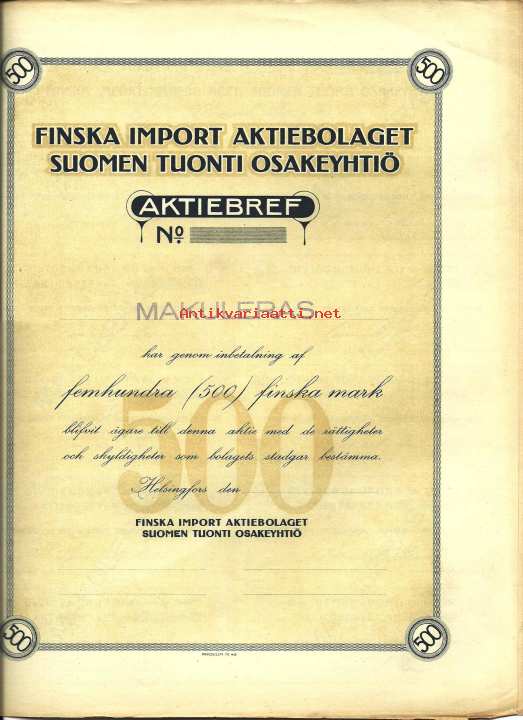 500 500
FINSKA IMPORT AKTIEBOLAGET
SUOMEN TUONTI OSAKEYHTIÖ
AKTIEBREF
No.
MAKULERAS
Antikvariaatti.net
har genom inbetalning af
femhundra (500) finska mark
500
blifvit ägare till denna aktie med de rättigheter
och skyldigheter som bolagets stadgar bestämma.
Helsingfors den
FINSKA IMPORT AKTIEBOLAGET
SUOMEN TUONTI OSAKEYHTIÖ
500 500